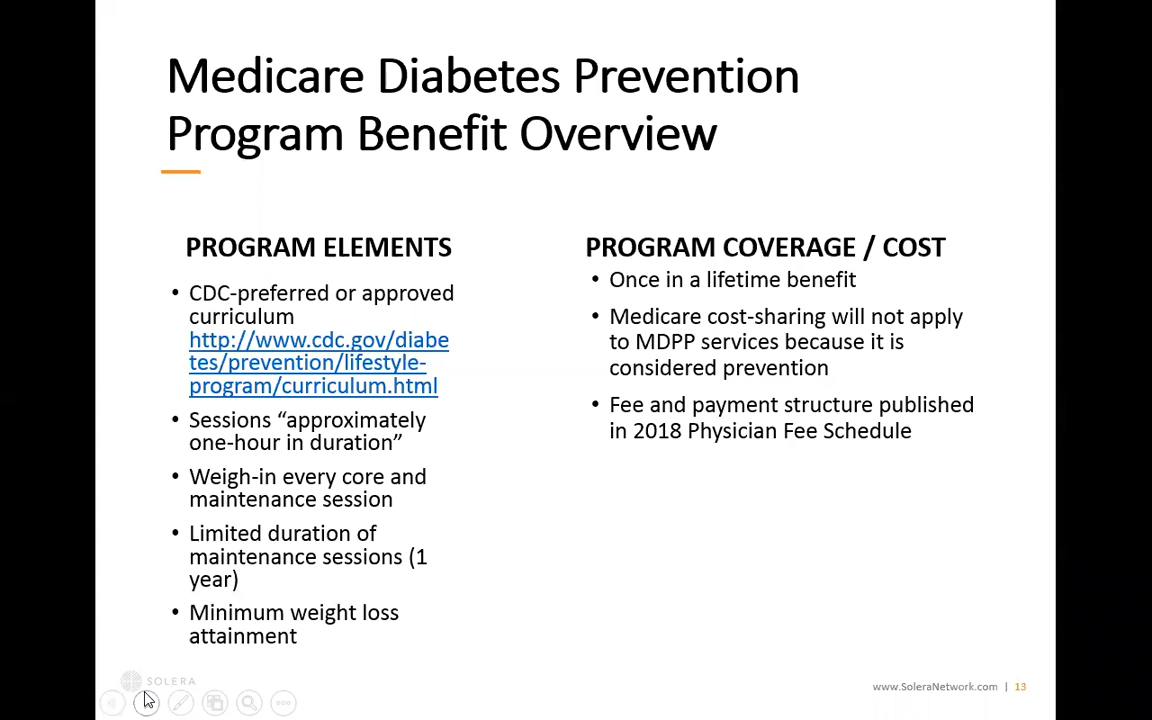 Medicare Diabetes Prevention
Program Benefit Overview
PROGRAM ELEMENTS
• CDC-preferred or approved
curriculum
http://www.cdc.gov/diabe
tes/prevention/lifestyle-
program/curriculum.html
• Sessions “approximately
one-hour in duration”
• Weigh-in every core and
maintenance session
• Limited duration of
maintenance sessions (1
year)
• Minimum weight loss
attainment
PROGRAM COVERAGE / COST
• Once in a lifetime benefit
• Medicare cost-sharing will not apply
to MDPP services because it is
considered prevention
• Fee and payment structure published
in 2018 Physician Fee Schedule
SOLERA
www.SoleraNetwork.com | 13